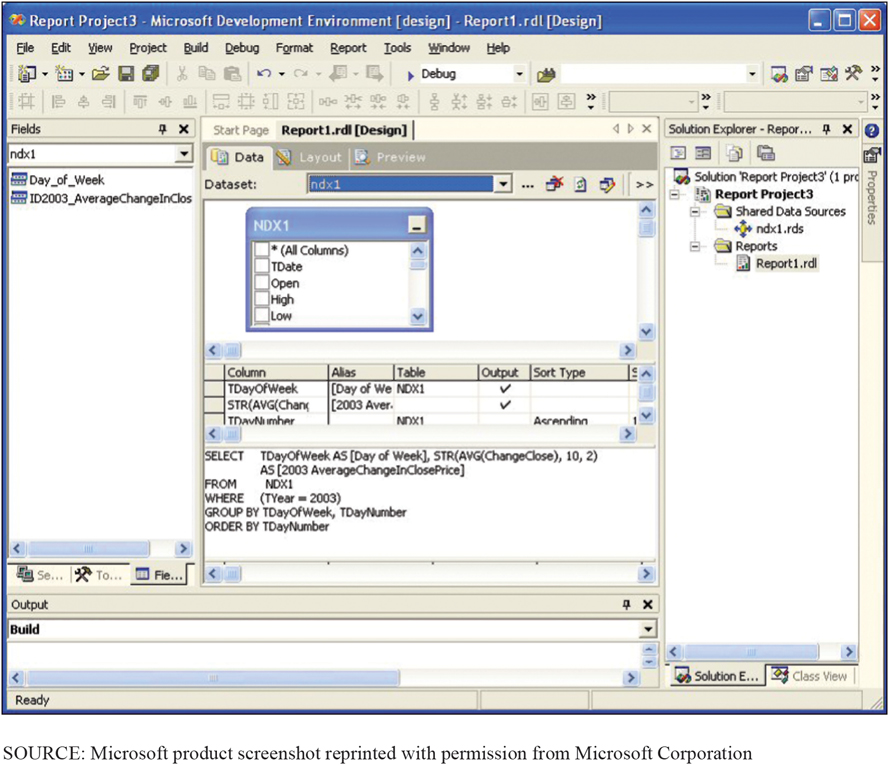 Report Project3 - Microsoft Development Environment [design] - Report1.rdl [Design]
File Edit View Project Build Debug Format Report Tools Window Help
Debug
Fields
ndx1
Day_of_Week
ID2003_AverageChangeInClos
Se... To... Fie...
Start Page Report1.rdl [Design]
Data Layout Preview
Dataset: ndx1 ... >>
NDX1
* (All Columns)
TDate
Open
High
Low
Column Alias Table Output Sort Type S
TDayOfWeek [Day of We NDX1
STR(AVG(Chan [2003 Aver.
TDayNumber NDX1 Ascending 1
SELECT TDayOfWeek AS [Day of Week], STR(AVG(ChangeClose), 10, 2)
AS [2003 AverageChangeInClosePrice]
FROM NDX1
WHERE (TYear = 2003)
GROUP BY TDayOfWeek, TDayNumber
ORDER BY TDayNumber
Solution Explorer - Repor...
Solution 'Report Project3' (1 prc
Report Project3
Shared Data Sources
ndx1.rds
Reports
Report1.rdl
Solution E... Class View
Properties
Output
Build
Ready
SOURCE: Microsoft product screenshot reprinted with permission from Microsoft Corporation